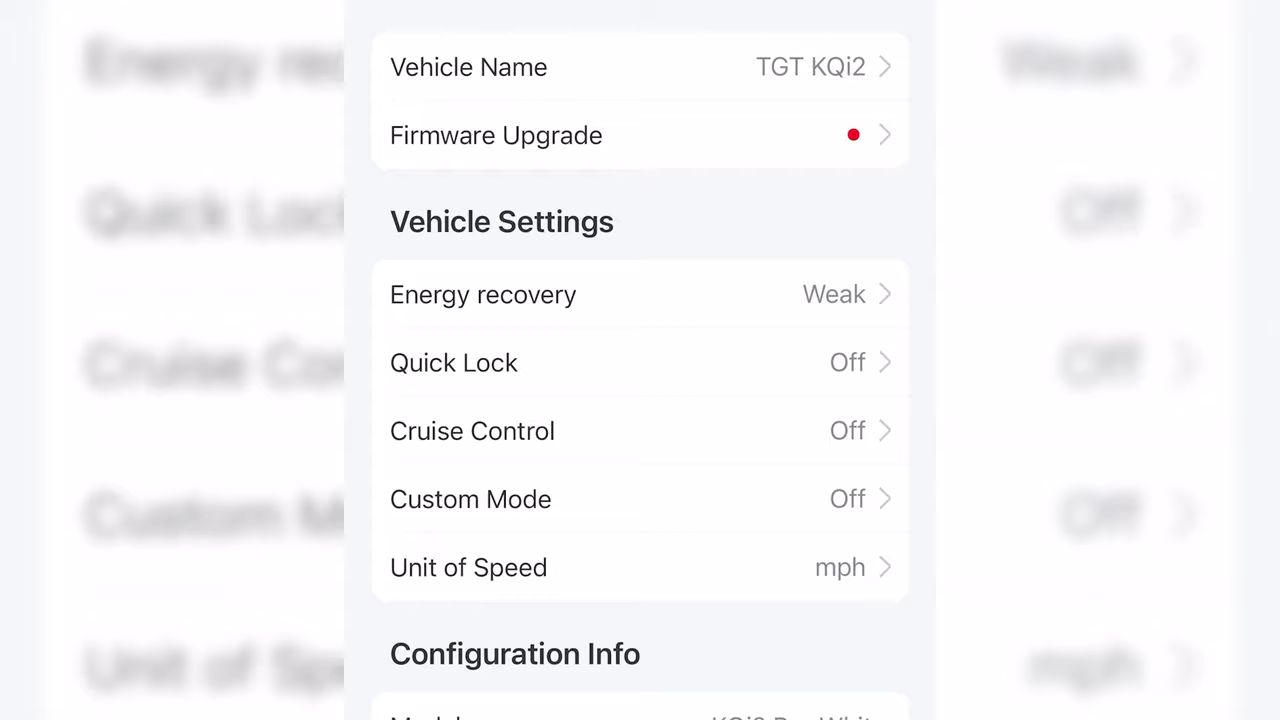 Vehicle Name TGT KQi2
Firmware Upgrade
Vehicle Settings
Energy recovery Weak
Quick Lock Off
Cruise Control Off
Custom Mode Off
Unit of Speed mph
Configuration Info